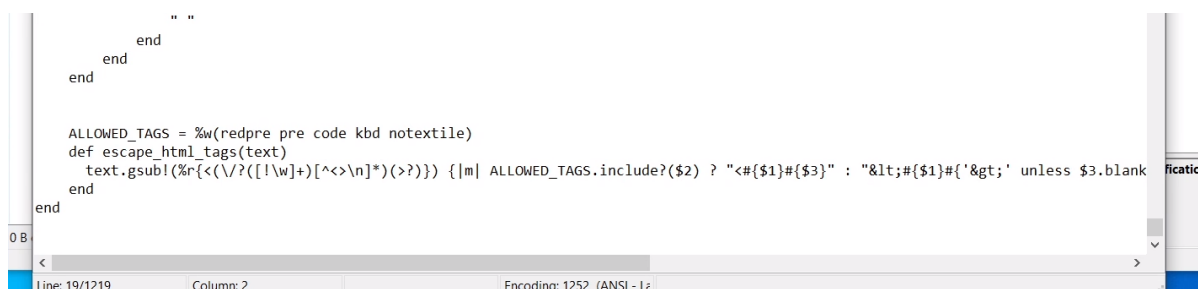 " "
end
end
end
ALLOWED_TAGS = %w(redpre pre code kbd notextile)
def escape_html_tags(text)
text.gsub!(%r{<(\/?([!\w]+)[^<>\n]*)(>?)}) {|m| ALLOWED_TAGS.include?($2) ? "<#{$1}#{$3}" : "&lt;#{$1}#{'&gt;' unless $3.blank
end
end
0 B
Line: 19/1219 Column: 2 Encoding: 1252 (ANSI - La